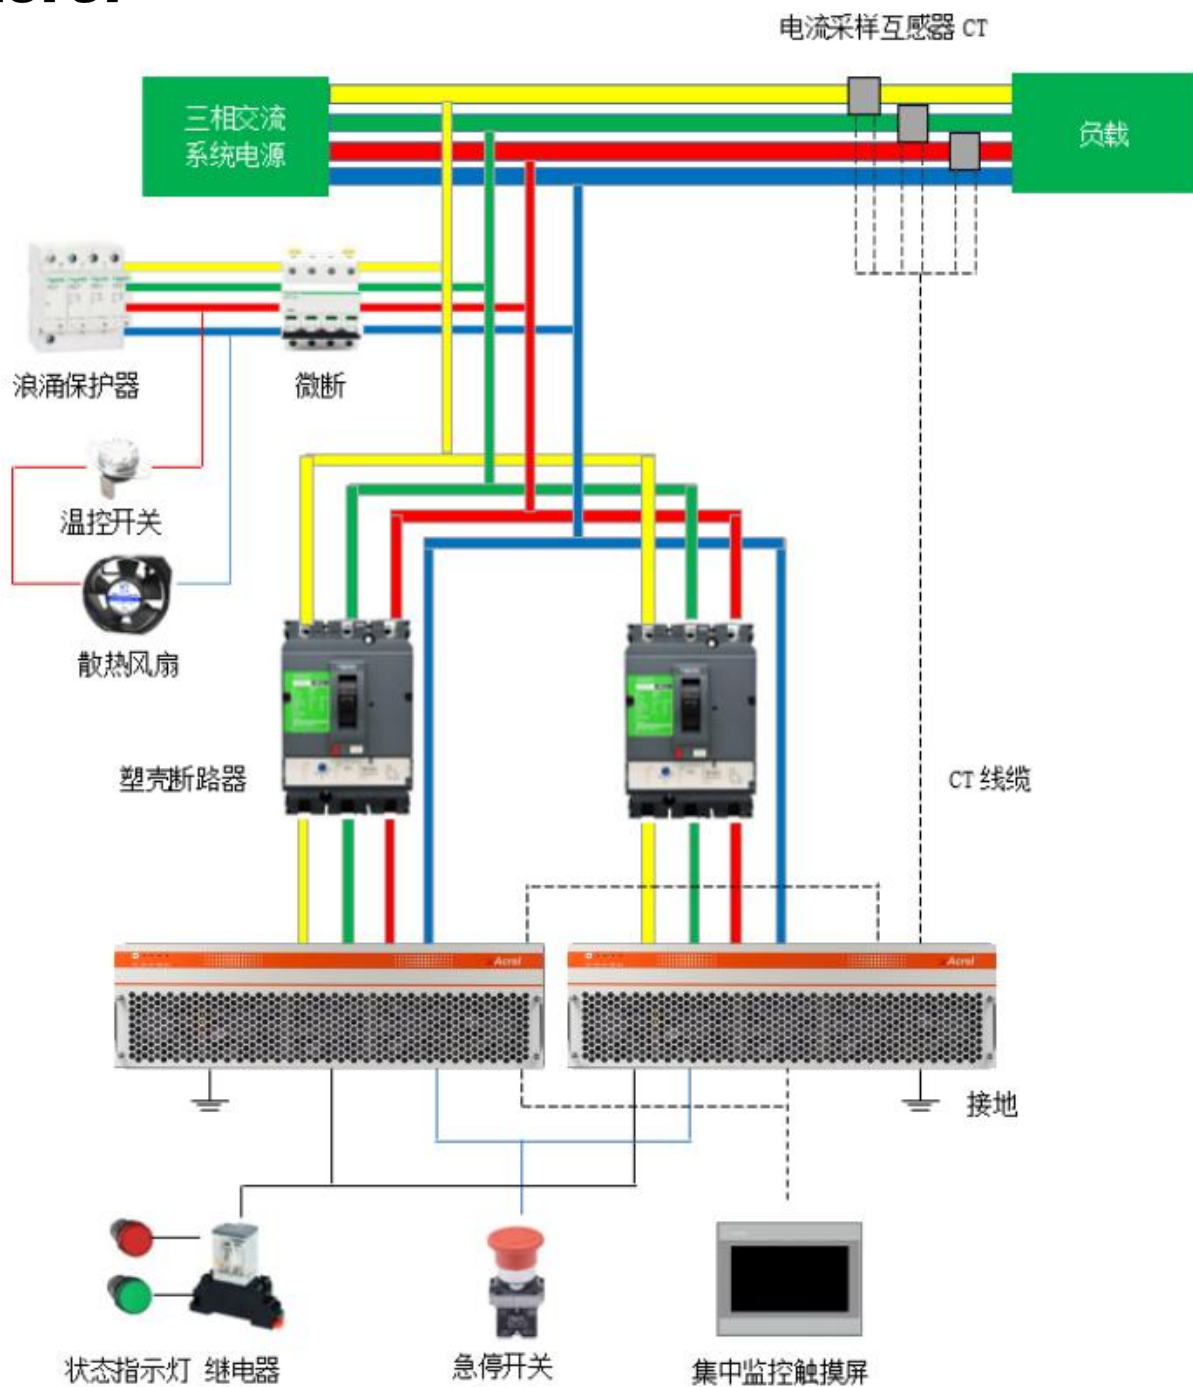 电流采样互感器 CT
三相交流
系统电源
负载
浪涌保护器
微断
温控开关
散热风扇
塑壳断路器
CT 线缆
Acrel
Acrel
接地
状态指示灯
继电器
急停开关
集中监控触摸屏